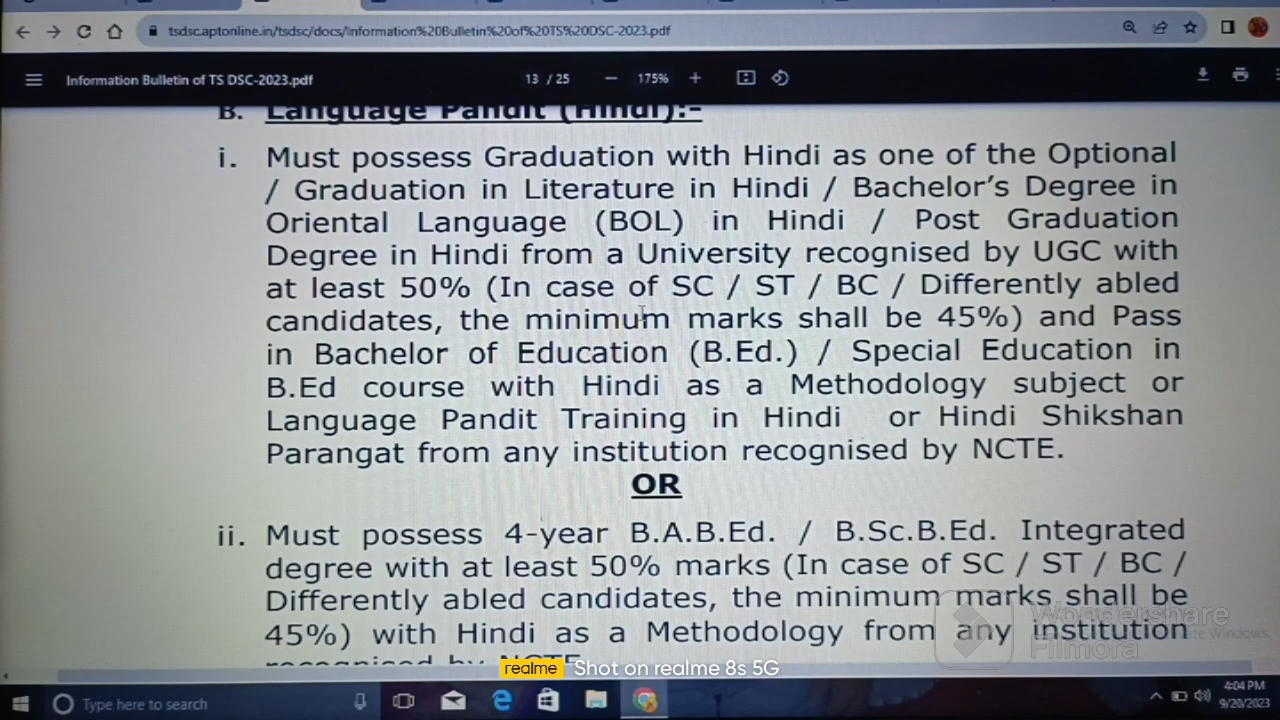 tsdsc.aptonline.in/tsdsc/docs/Information%20Bulletin%20of%20TS%20DSC-2023.pdf
Information Bulletin of TS DSC-2023.pdf
13 / 25
175%
B. Language Pandit (Hindi):-
i. Must possess Graduation with Hindi as one of the Optional
/ Graduation in Literature in Hindi / Bachelor's Degree in
Oriental Language (BOL) in Hindi / Post Graduation
Degree in Hindi from a University recognised by UGC with
at least 50% (In case of SC / ST / BC / Differently abled
candidates, the minimum marks shall be 45%) and Pass
in Bachelor of Education (B.Ed.) / Special Education in
B.Ed course with Hindi as a Methodology subject or
Language Pandit Training in Hindi or Hindi Shikshan
Parangat from any institution recognised by NCTE.
OR
ii. Must possess 4-year B.A.B.Ed. / B.Sc.B.Ed. Integrated
degree with at least 50% marks (In case of SC / ST / BC /
Differently abled candidates, the minimum marks shall be
45%) with Hindi as a Methodology from any institution
recognised by NCTE
Wondershare
Filmora
Windows.
realme Shot on realme 8s 5G
Type here to search
4:04 PM
9/20/2023